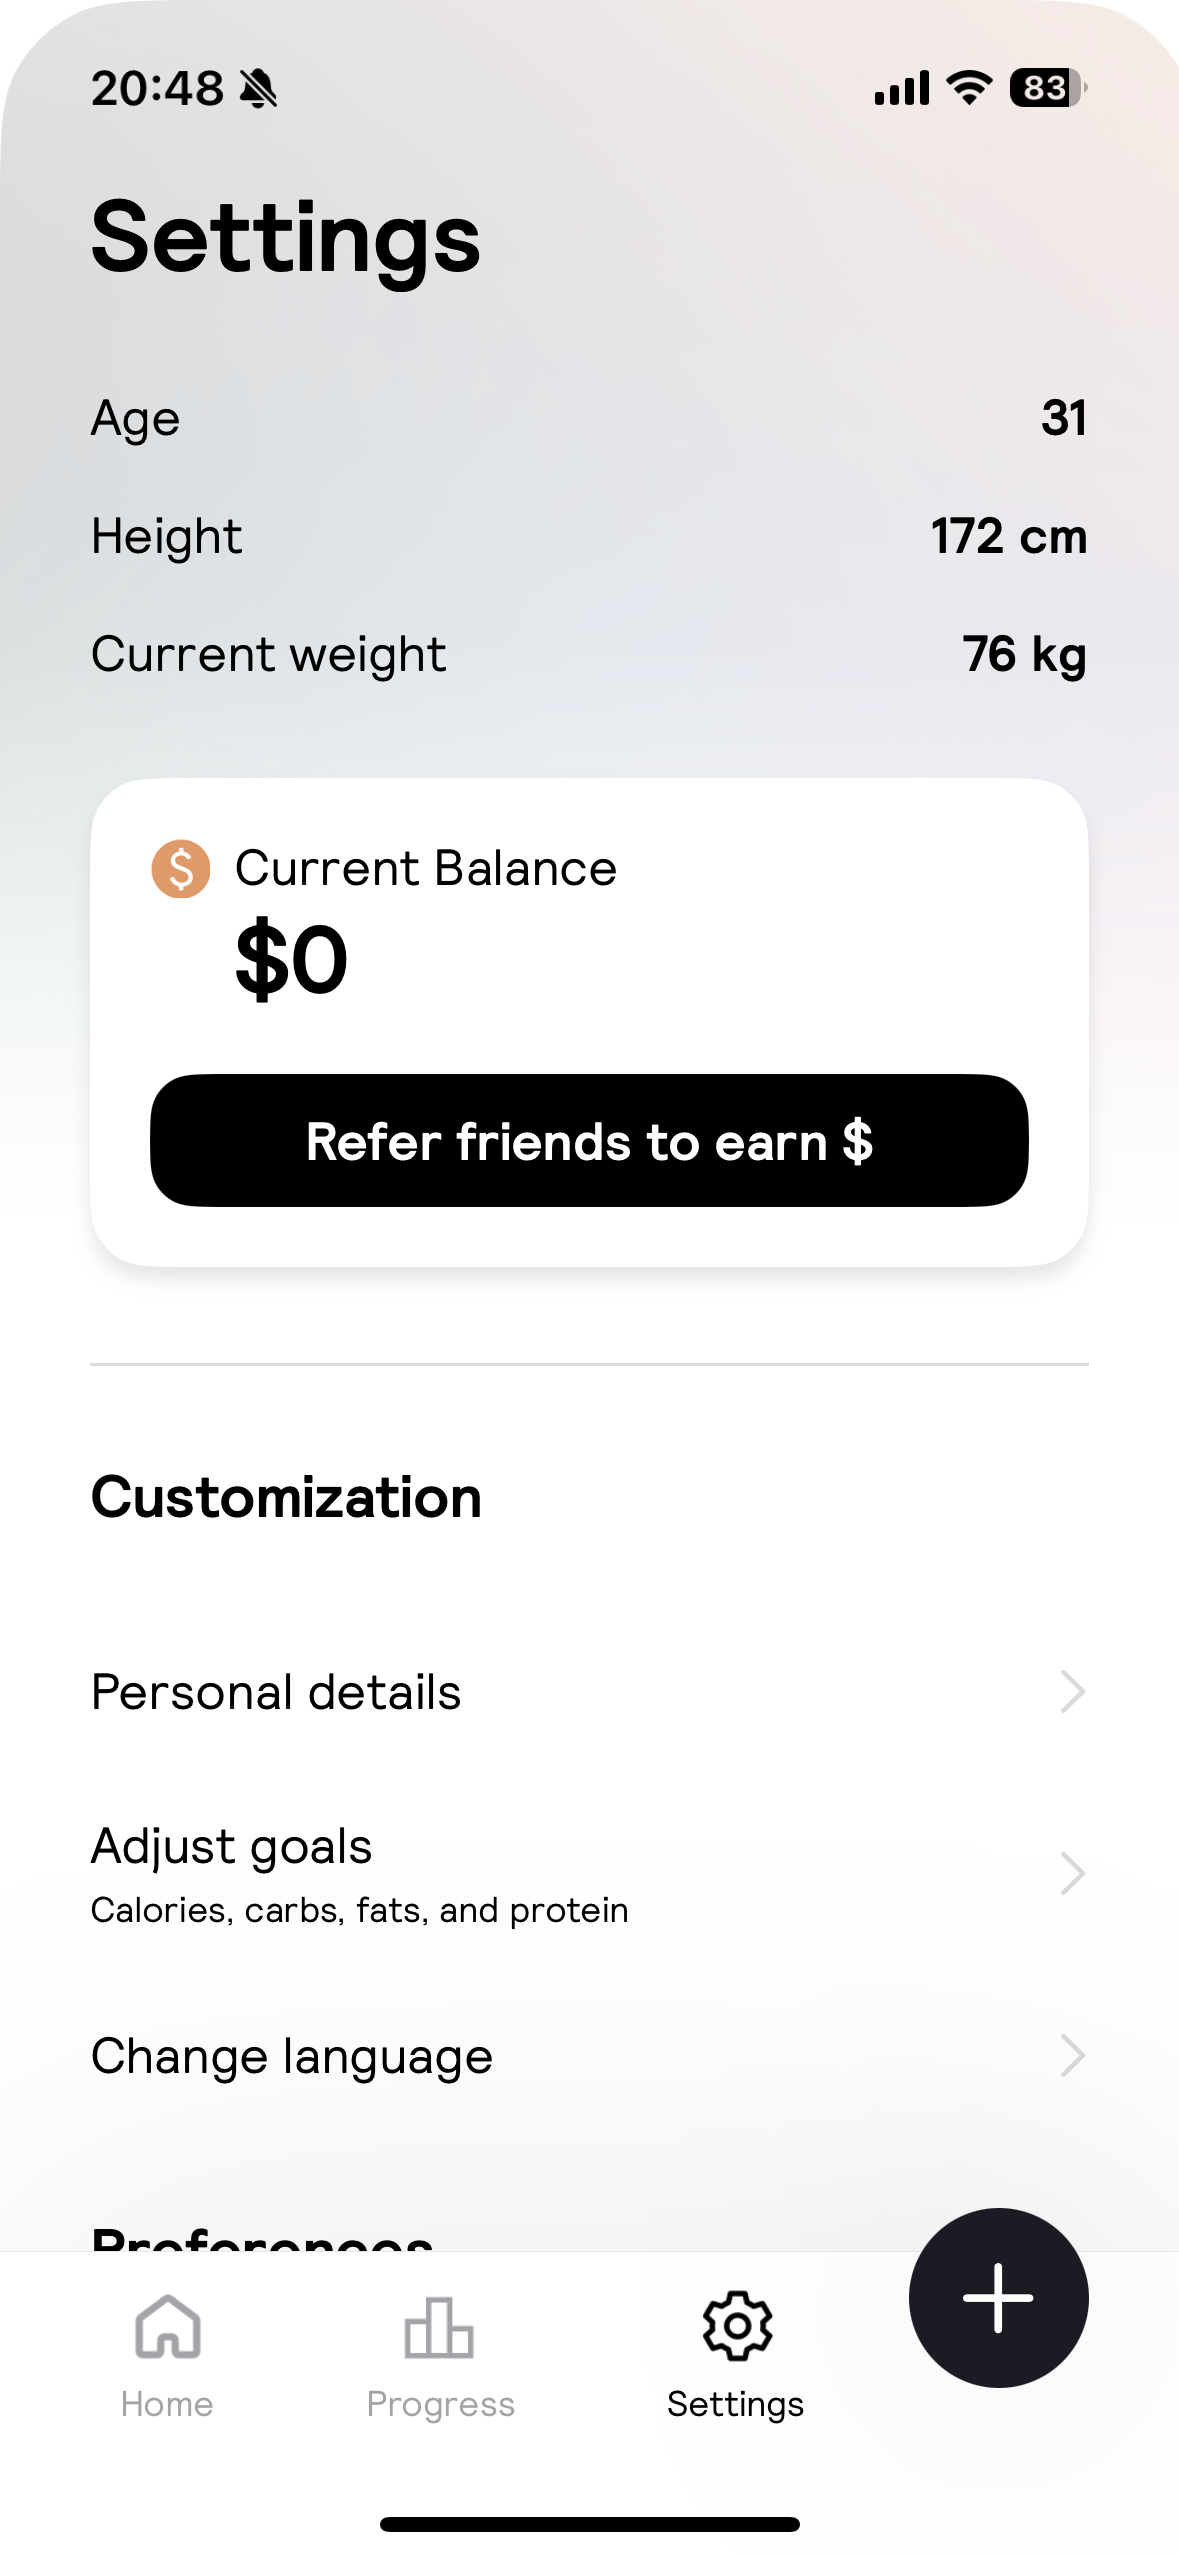 20:48
83
Settings
Age 31
Height 172 cm
Current weight 76 kg
$ Current Balance
$0
Refer friends to earn $
Customization
Personal details
Adjust goals
Calories, carbs, fats, and protein
Change language
Preferences
Home Progress Settings